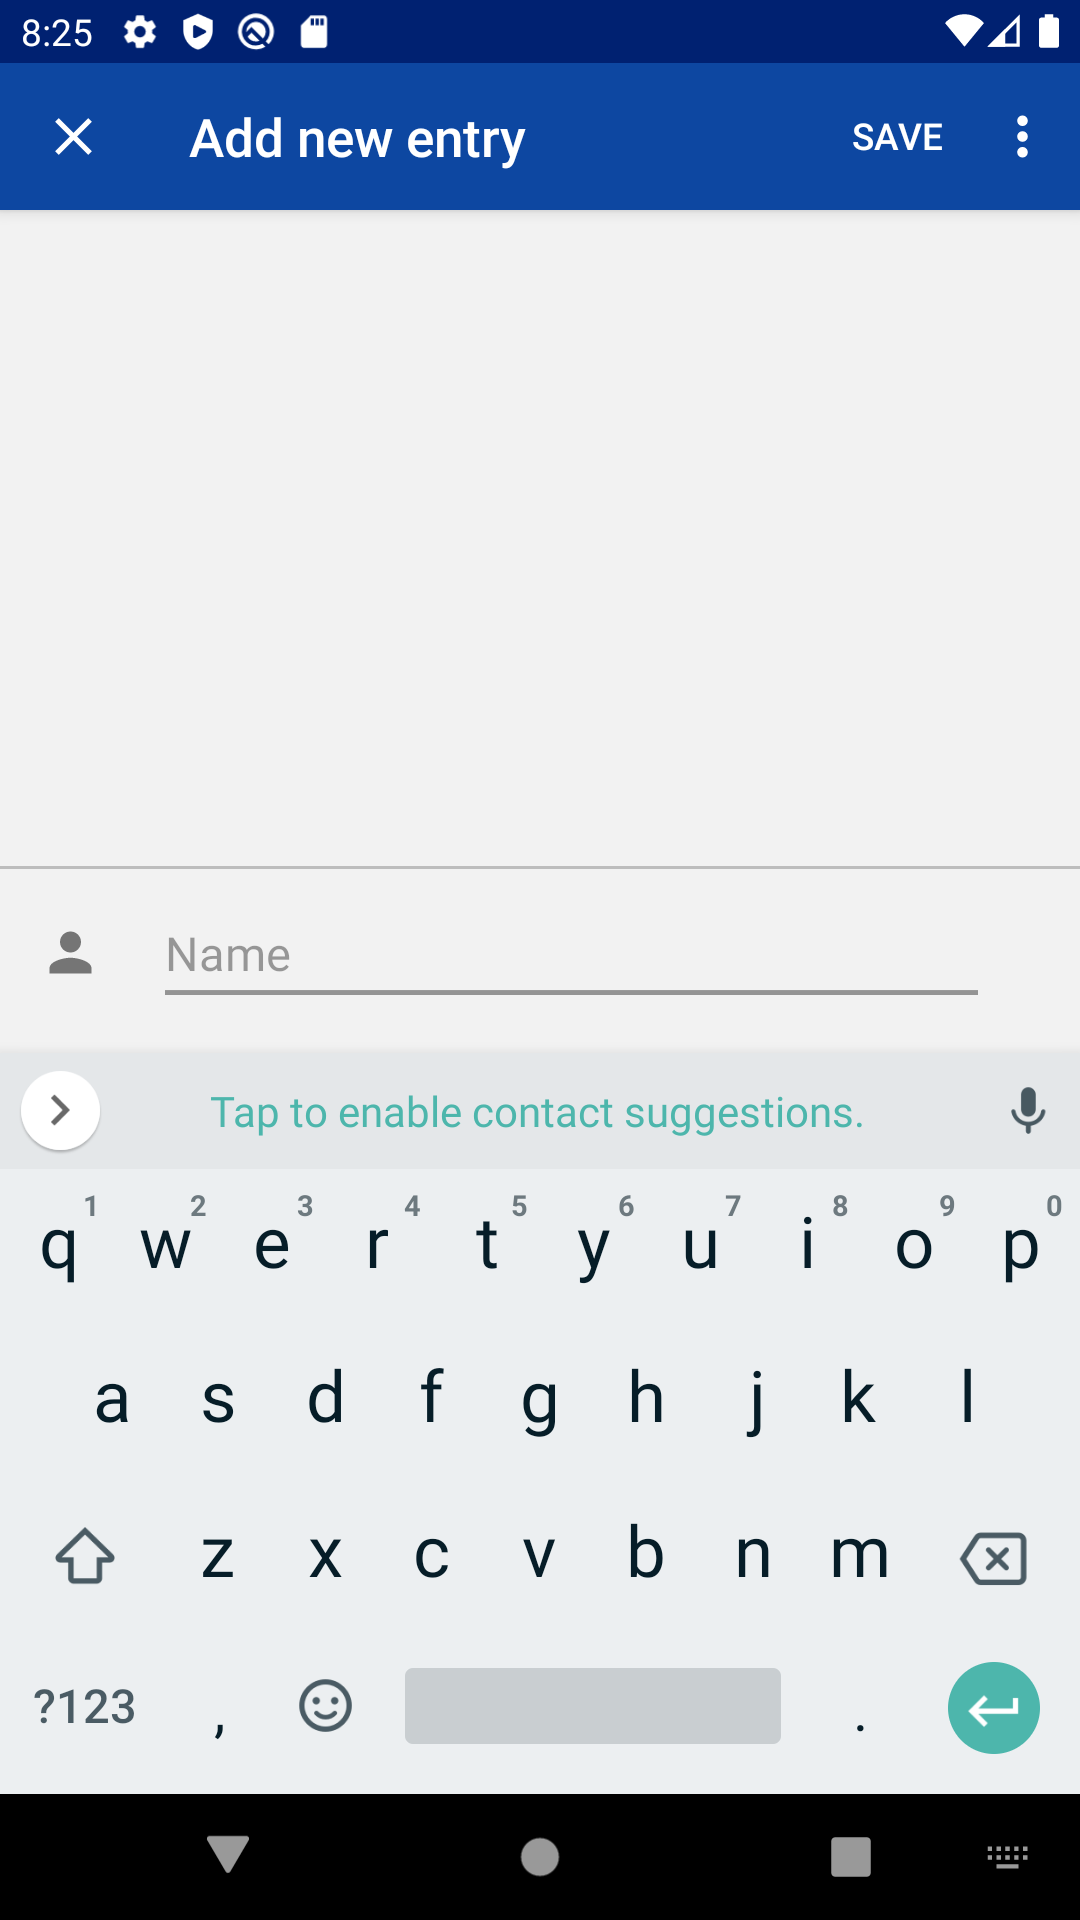 8:25
Add new entry
SAVE
Name
Tap to enable contact suggestions.
1 2 3 4 5 6 7 8 9 0
q w e r t y u i o p
a s d f g h j k l
z x c v b n m
?123 , .